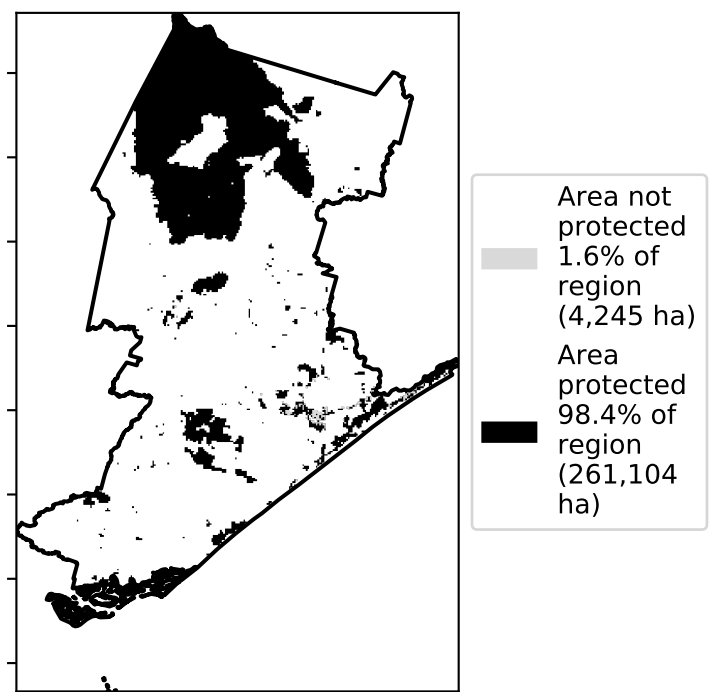 Area not
protected
1.6% of
region
(4,245 ha)
Area
protected
98.4% of
region
(261,104
ha)